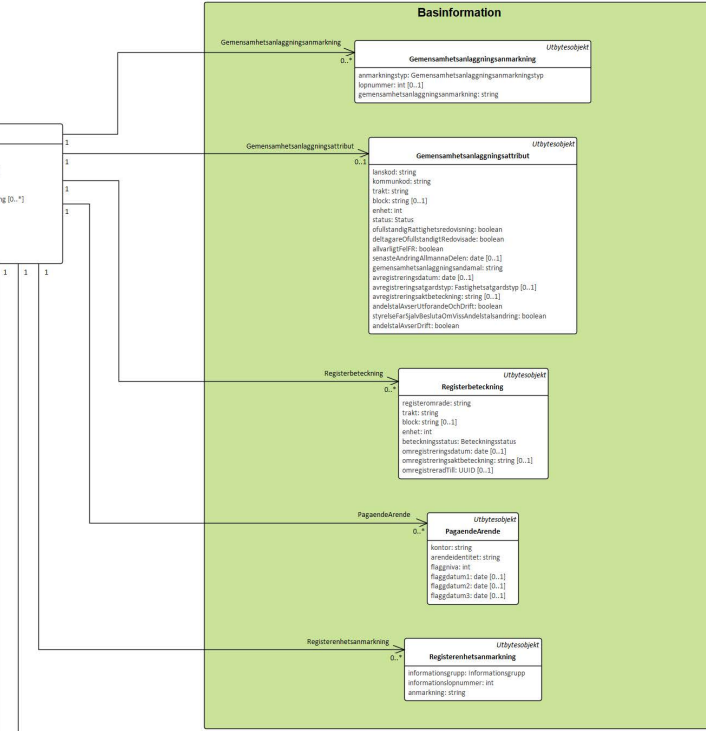 Basinformation
Gemensamhetsanlaggningsanmarkning
0..*
Utbytesobjekt
Gemensamhetsanlaggningsanmarkning
anmarkningstyp: Gemensamhetsanlaggningsanmarkningstyp
lopnummer: int [0..1]
gemensamhetsanlaggningsanmarkning: string
1
Gemensamhetsanlaggningsattribut
0..1
Utbytesobjekt
Gemensamhetsanlaggningsattribut
lanskod: string
kommunkod: string
trakt: string
block: string [0..1]
enhet: int
status: Status
ofullstandigRattighetsredovisning: boolean
deltagareOfullstandigtRedovisade: boolean
allvarligtFelFR: boolean
senasteAndringAllmannaDelen: date [0..1]
gemensamhetsanlaggningsandamal: string
avregistreringsdatum: date [0..1]
avregistreringsatgardstyp: Fastighetsatgardstyp [0..1]
avregistreringsaktbeteckning: string [0..1]
andelstalAvserUtforandeOchDrift: boolean
styrelseFarSjalvBeslutaOmVissAndelstalsandring: boolean
andelstalAvserDrift: boolean
1
1
ng [0..*]
1
1 1 1
Registerbeteckning
0..*
Utbytesobjekt
Registerbeteckning
registeromrade: string
trakt: string
block: string [0..1]
enhet: int
beteckningsstatus: Beteckningsstatus
omregistreringsdatum: date [0..1]
omregistreringsaktbeteckning: string [0..1]
omregistreradTill: UUID [0..1]
PagaendeArende
0..*
Utbytesobjekt
PagaendeArende
kontor: string
arendeidentitet: string
flaggniva: int
flaggdatum1: date [0..1]
flaggdatum2: date [0..1]
flaggdatum3: date [0..1]
Registerenhetsanmarkning
0..*
Utbytesobjekt
Registerenhetsanmarkning
informationsgrupp: Informationsgrupp
informationslopnummer: int
anmarkning: string